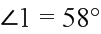 ∠1 = 58°